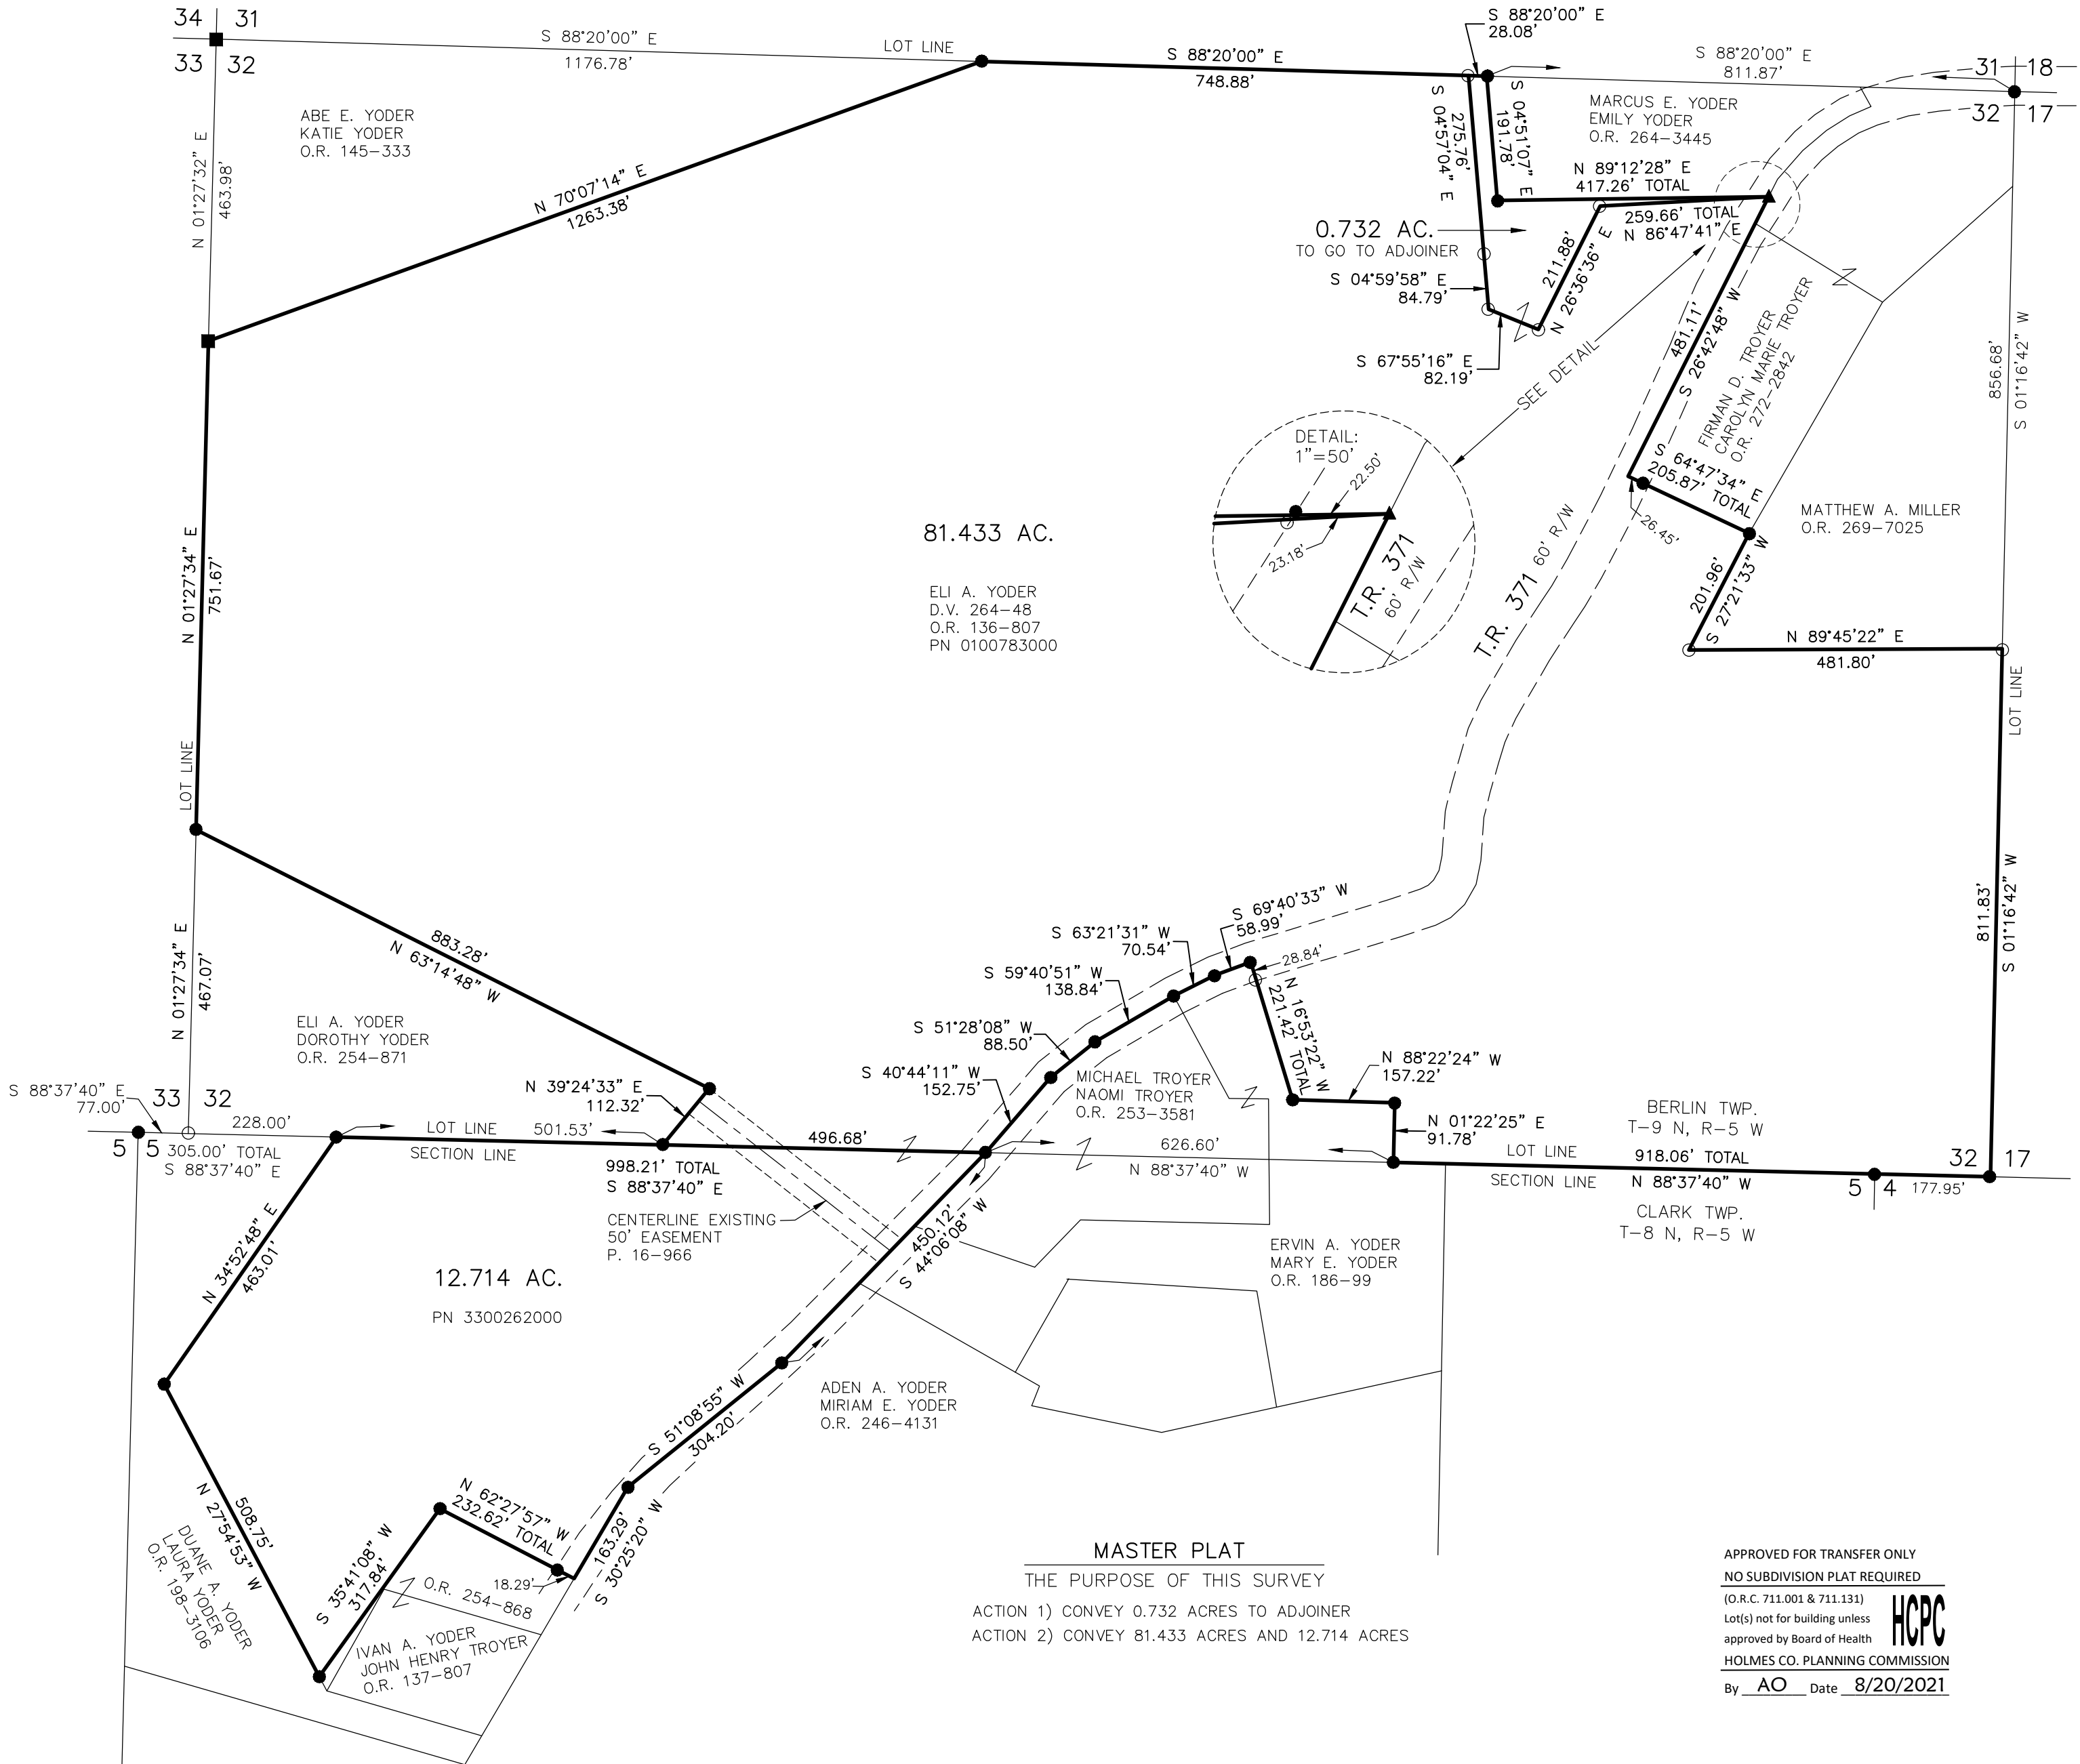 34 31
33 32
S 88°20'00" E
1176.78'
LOT LINE
S 88°20'00" E
748.88'
S 88°20'00" E
28.08'
S 88°20'00" E
811.87'
31 18
32 17
ABE E. YODER
KATIE YODER
O.R. 145-333
N 01°27'32" E
463.98'
N 70°07'14" E
1263.38'
S 04°57'04" E
275.76'
S 04°51'07" E
191.78'
MARCUS E. YODER
EMILY YODER
O.R. 264-3445
N 89°12'28" E
417.26' TOTAL
259.66' TOTAL
N 86°47'41" E
0.732 AC.
TO GO TO ADJOINER
S 04°59'58" E
84.79'
211.88'
N 26°36'36" E
S 67°55'16" E
82.19'
SEE DETAIL
481.11'
S 26°42'48" W
FIRMAN D. TROYER
CAROLYN MARIE TROYER
O.R. 272-2842
856.68'
S 01°16'42" W
DETAIL:
1"=50'
22.50'
23.18'
T.R. 371
60' R/W
S 64°47'34" E
205.87' TOTAL
26.45'
MATTHEW A. MILLER
O.R. 269-7025
201.96'
S 27°21'33" W
N 89°45'22" E
481.80'
T.R. 371 60' R/W
81.433 AC.
ELI A. YODER
D.V. 264-48
O.R. 136-807
PN 0100783000
N 01°27'34" E
751.67'
LOT LINE
LOT LINE
811.83'
S 01°16'42" W
883.28'
N 63°14'48" W
N 01°27'34" E
467.07'
ELI A. YODER
DOROTHY YODER
O.R. 254-871
S 69°40'33" W
58.99'
S 63°21'31" W
70.54'
S 59°40'51" W
138.84'
S 51°28'08" W
88.50'
S 40°44'11" W
152.75'
28.84'
N 16°53'22" W
221.42' TOTAL
N 88°22'24" W
157.22'
N 01°22'25" E
91.78'
MICHAEL TROYER
NAOMI TROYER
O.R. 253-3581
BERLIN TWP.
T-9 N, R-5 W
S 88°37'40" E
77.00'
33 32
5 5
228.00'
305.00' TOTAL
S 88°37'40" E
N 39°24'33" E
112.32'
LOT LINE
SECTION LINE
501.53'
496.68'
998.21' TOTAL
S 88°37'40" E
626.60'
N 88°37'40" W
LOT LINE
SECTION LINE
918.06' TOTAL
N 88°37'40" W
32 17
5 4
177.95'
CLARK TWP.
T-8 N, R-5 W
CENTERLINE EXISTING
50' EASEMENT
P. 16-966
450.12'
S 44°06'08" W
ERVIN A. YODER
MARY E. YODER
O.R. 186-99
N 34°52'48" E
463.01'
12.714 AC.
PN 3300262000
ADEN A. YODER
MIRIAM E. YODER
O.R. 246-4131
S 51°08'55" W
304.20'
508.75'
N 27°54'53" W
DUANE A. YODER
LAURA YODER
O.R. 198-3106
N 62°27'57" W
232.62' TOTAL
18.29'
163.29'
S 30°25'20" W
S 35°41'08" W
317.84'
O.R. 254-868
IVAN A. YODER
JOHN HENRY TROYER
O.R. 137-807
MASTER PLAT
THE PURPOSE OF THIS SURVEY
ACTION 1) CONVEY 0.732 ACRES TO ADJOINER
ACTION 2) CONVEY 81.433 ACRES AND 12.714 ACRES
APPROVED FOR TRANSFER ONLY
NO SUBDIVISION PLAT REQUIRED
(O.R.C. 711.001 & 711.131)
Lot(s) not for building unless
approved by Board of Health
HCPC
HOLMES CO. PLANNING COMMISSION
By AO Date 8/20/2021